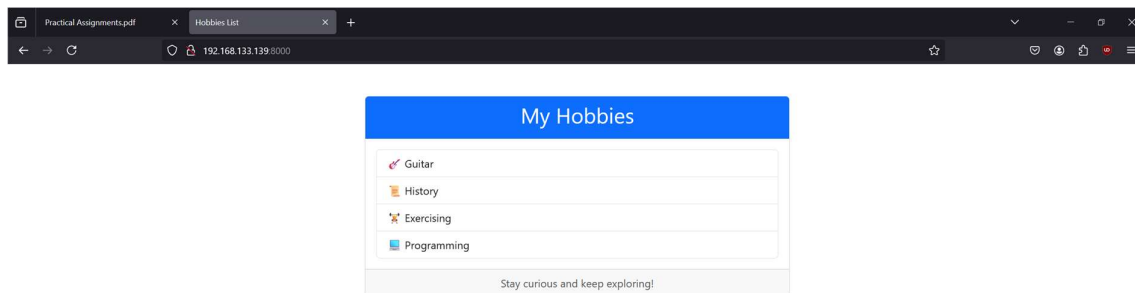 Practical Assignments.pdf
Hobbies List
192.168.133.139:8000
My Hobbies
Guitar
History
Exercising
Programming
Stay curious and keep exploring!